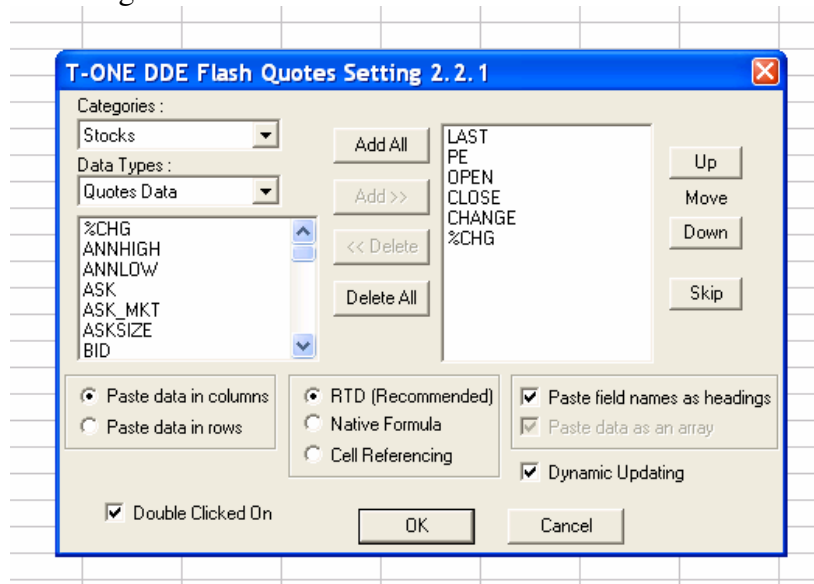 T-ONE DDE Flash Quotes Setting 2.2.1
Categories :
Stocks
Data Types :
Quotes Data
%CHG
ANNHIGH
ANNLOW
ASK
ASK_MKT
ASKSIZE
BID
Add All
Add >>
<< Delete
Delete All
LAST
PE
OPEN
CLOSE
CHANGE
%CHG
Up
Move
Down
Skip
Paste data in columns
Paste data in rows
RTD (Recommended)
Native Formula
Cell Referencing
Paste field names as headings
Paste data as an array
Dynamic Updating
Double Clicked On
OK
Cancel